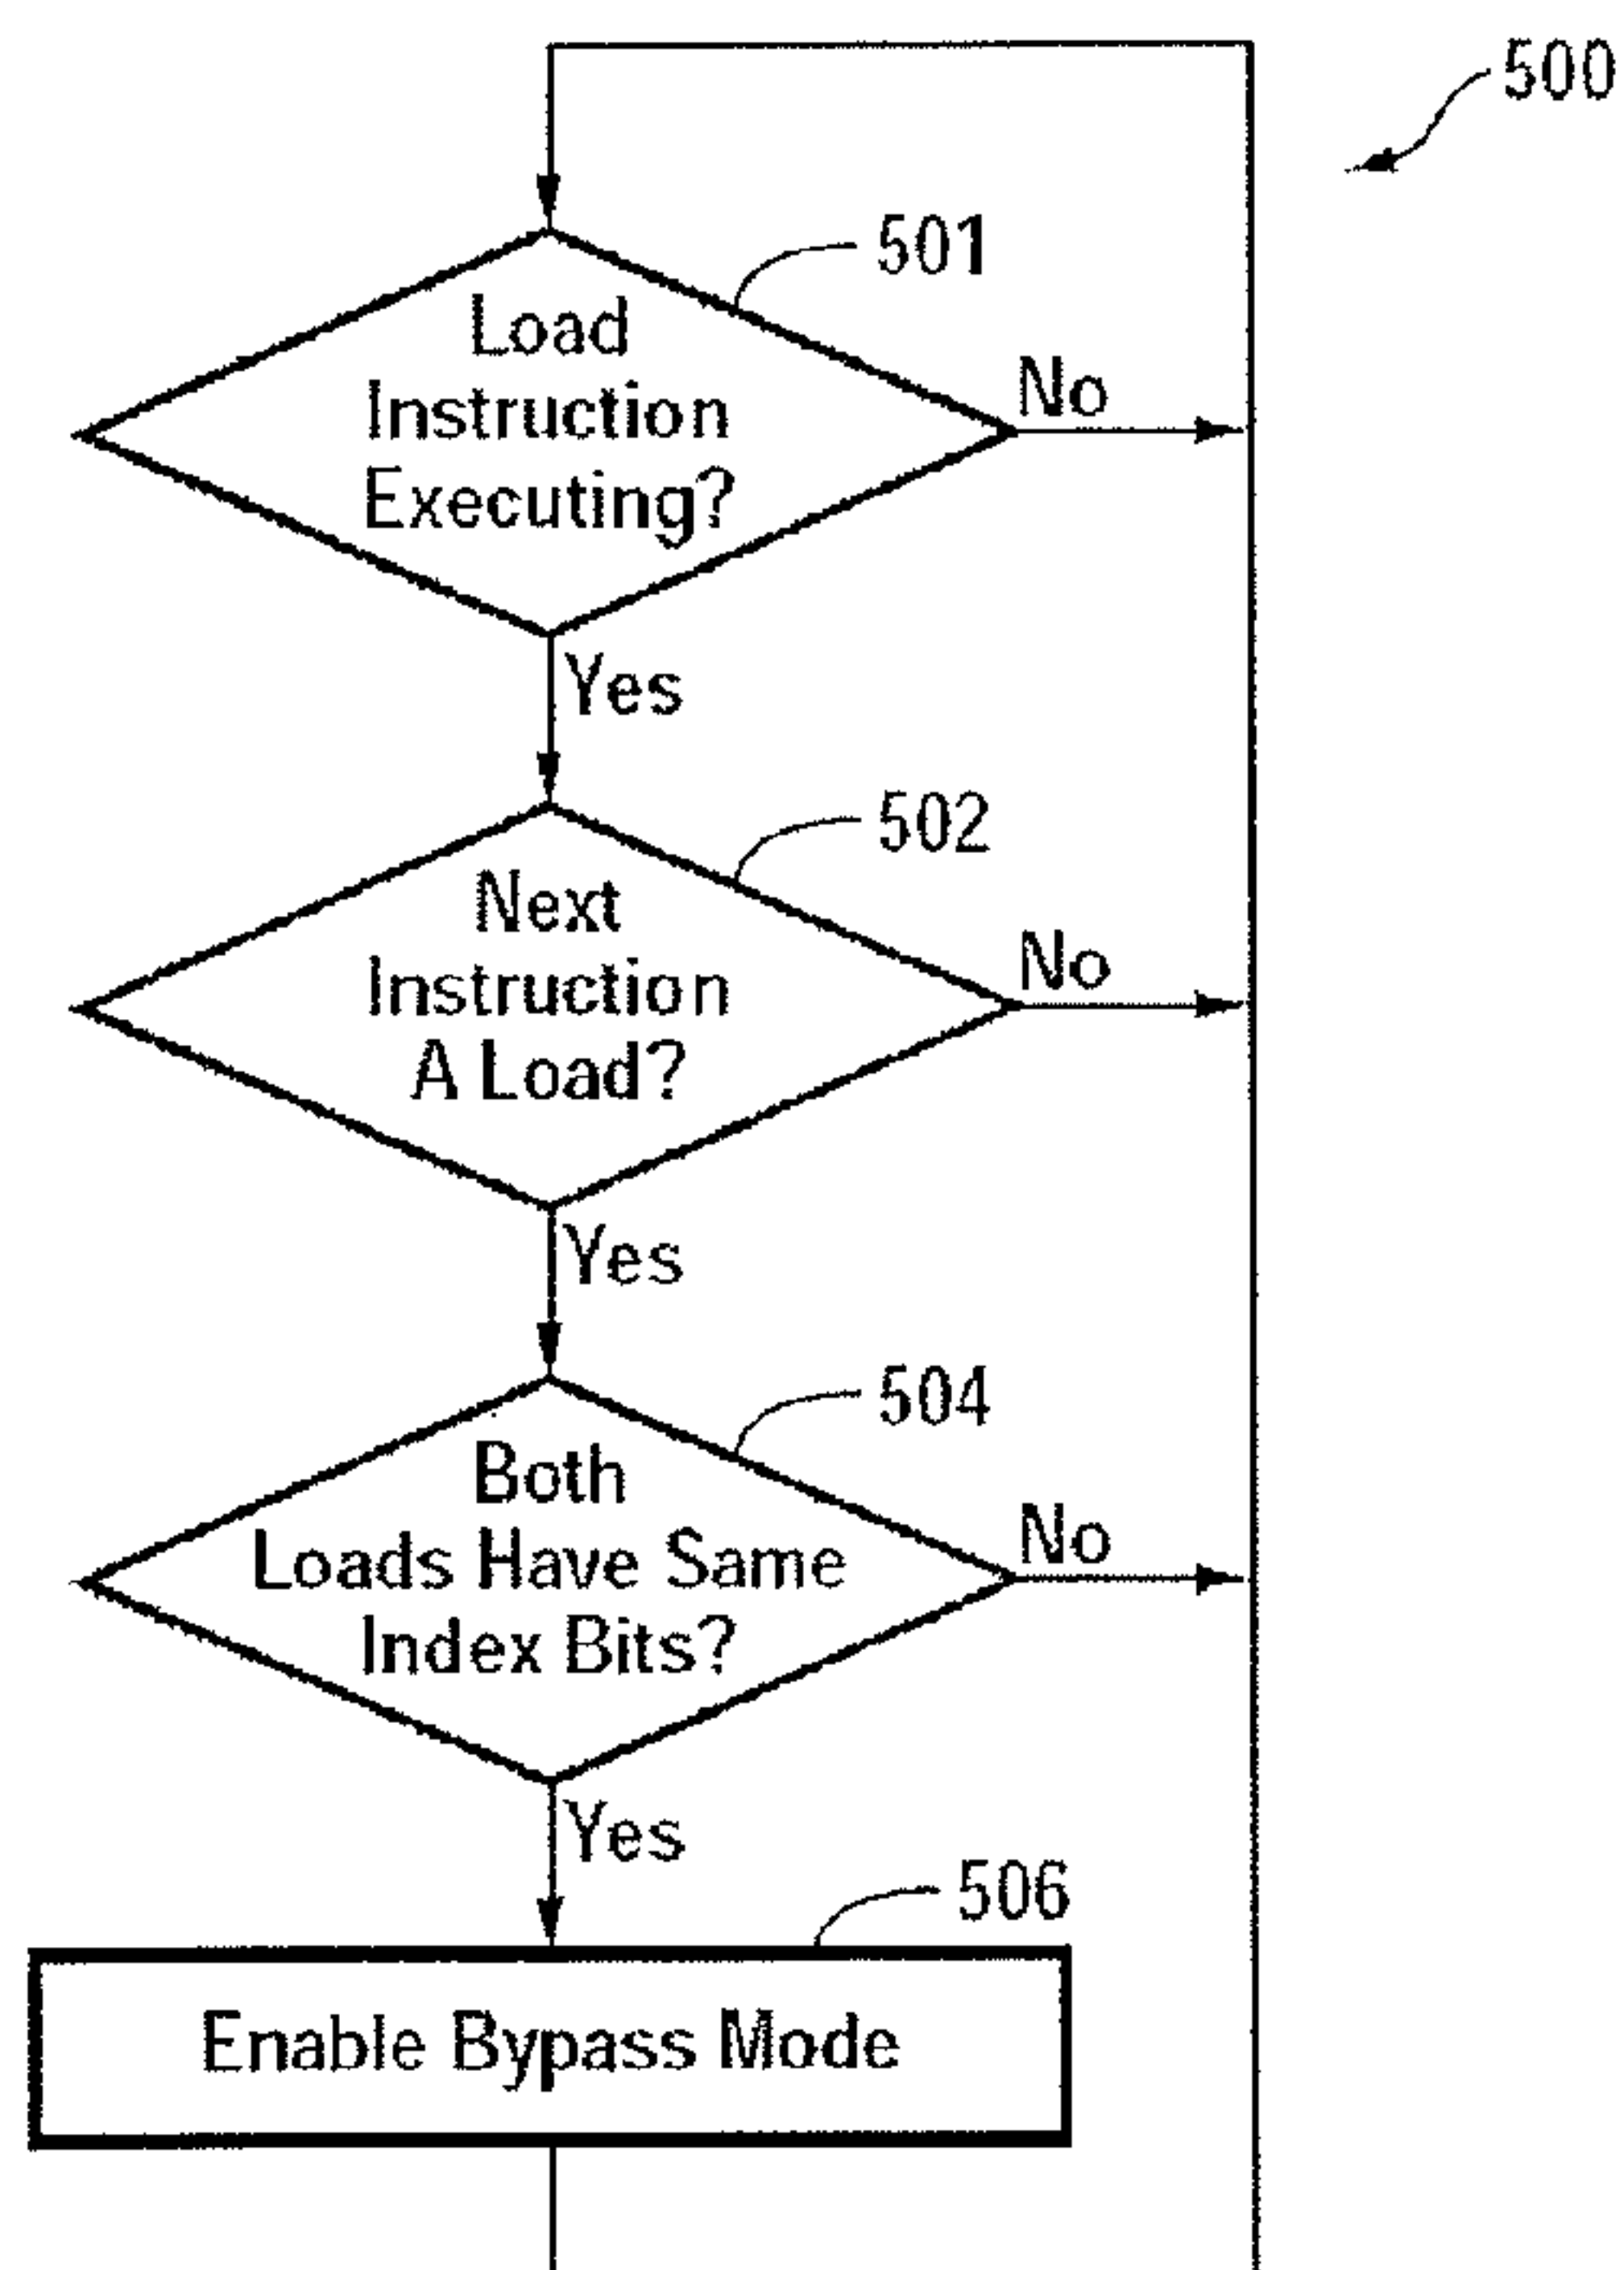 500
501
Load
Instruction
Executing?
No
Yes
502
Next
Instruction
A Load?
No
Yes
504
Both
Loads Have Same
Index Bits?
No
Yes
506
Enable Bypass Mode